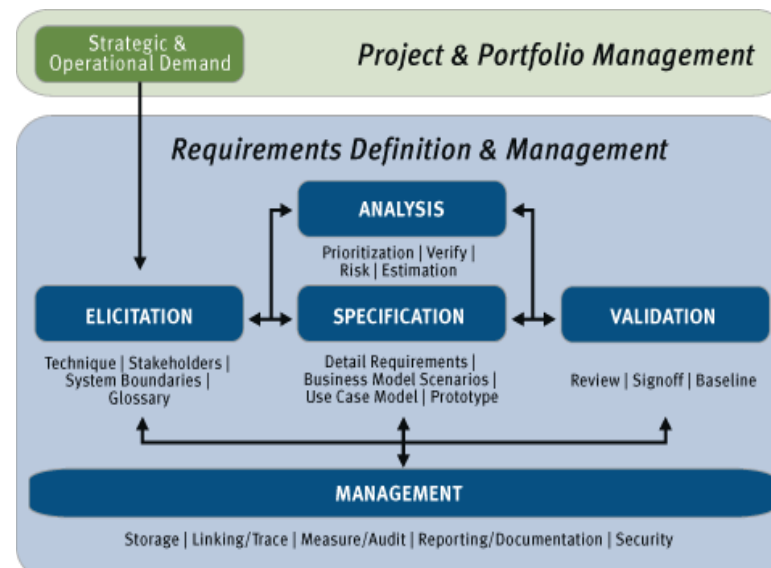 Strategic &
Operational Demand
Project & Portfolio Management
Requirements Definition & Management
ANALYSIS
Prioritization | Verify |
Risk | Estimation
ELICITATION
Technique | Stakeholders |
System Boundaries |
Glossary
SPECIFICATION
Detail Requirements |
Business Model Scenarios |
Use Case Model | Prototype
VALIDATION
Review | Signoff | Baseline
MANAGEMENT
Storage | Linking/Trace | Measure/Audit | Reporting/Documentation | Security